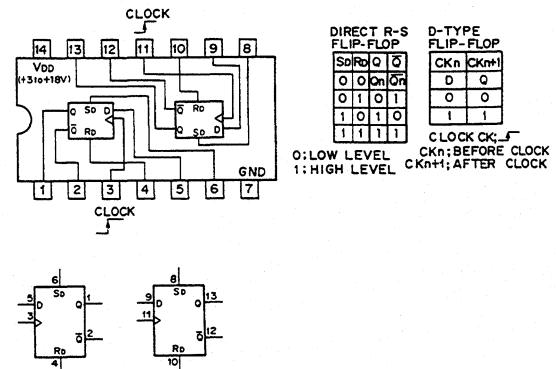 CLOCK
14 13 12 11 10 9 8
VDD
(+3 to +18V)
Q SD D
Q̅ RD
Q̅ RD
Q SD D
GND
1 2 3 4 5 6 7
CLOCK
DIRECT R-S
FLIP-FLOP
SD RD Q Q̅
0 0 Qn Q̅n
0 1 0 1
1 0 1 0
1 1 1 1
0:LOW LEVEL
1:HIGH LEVEL
D-TYPE
FLIP-FLOP
CKn CKn+1
D Q
0 0
1 1
CLOCK CK;
CKn;BEFORE CLOCK
CKn+1;AFTER CLOCK
6
SD
5 D Q 1
3
Q̅ 2
RD
4
8
SD
9 D Q 13
11
Q̅ 12
RD
10